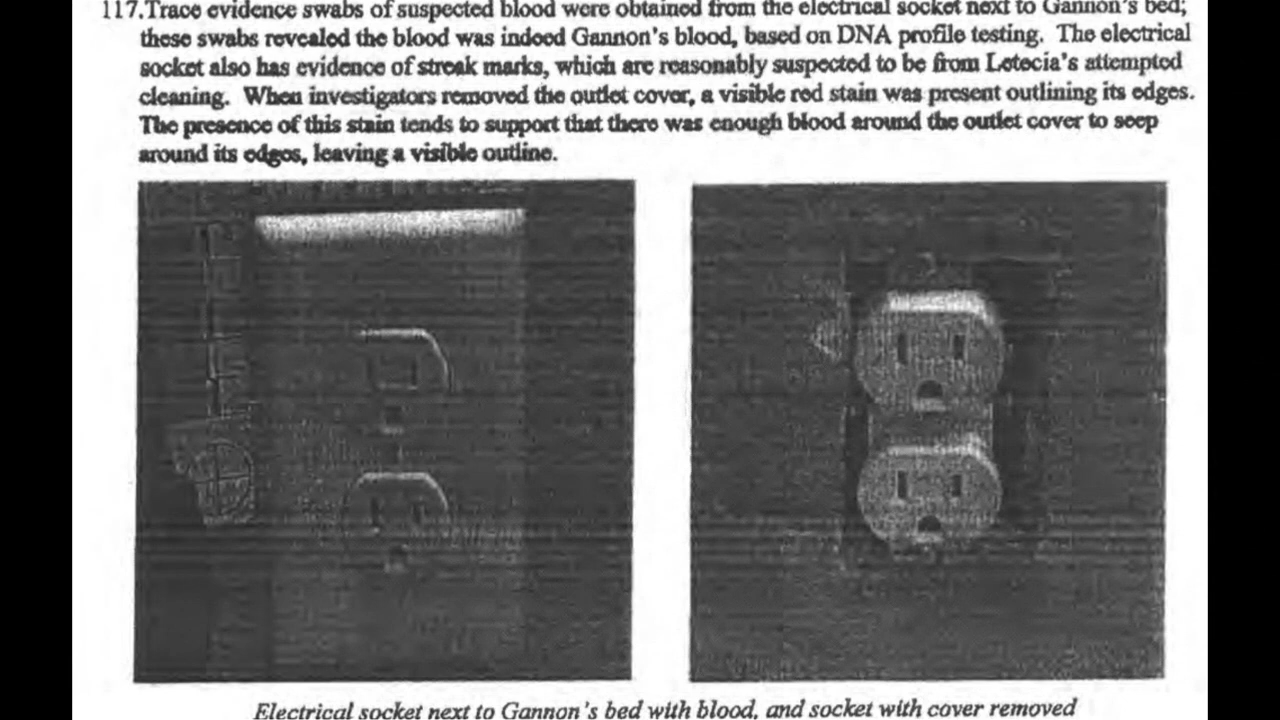 117.Trace evidence swabs of suspected blood were obtained from the electrical socket next to Gannon's bed;
these swabs revealed the blood was indeed Gannon's blood, based on DNA profile testing. The electrical
socket also has evidence of streak marks, which are reasonably suspected to be from Letecia's attempted
cleaning. When investigators removed the outlet cover, a visible red stain was present outlining its edges.
The presence of this stain tends to support that there was enough blood around the outlet cover to seep
around its edges, leaving a visible outline.
Electrical socket next to Gannon's bed with blood, and socket with cover removed